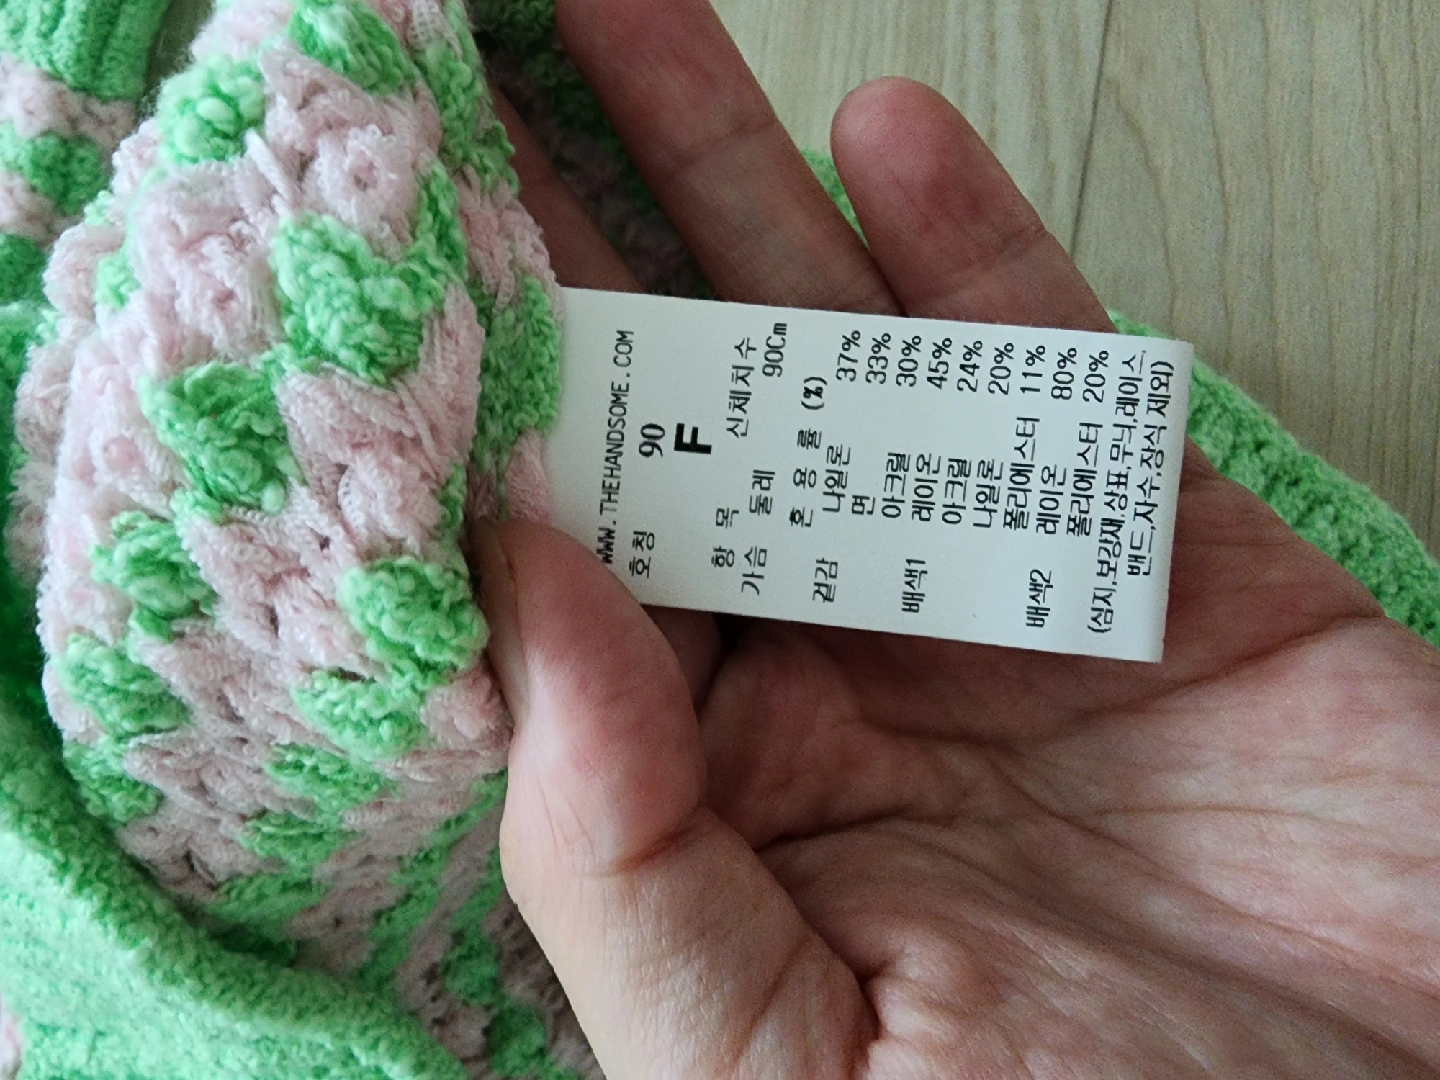 WWW.THEHANDSOME.COM
호칭 90
F
항 목 신체치수
가슴 둘레 90Cm
혼 용 률 (%)
겉감 나일론 37%
면 33%
아크릴 30%
배색1 레이온 45%
아크릴 24%
나일론 20%
폴리에스터 11%
배색2 레이온 80%
폴리에스터 20%
(심지,보강재,상표,무늬,레이스,
밴드,자수,장식 제외)